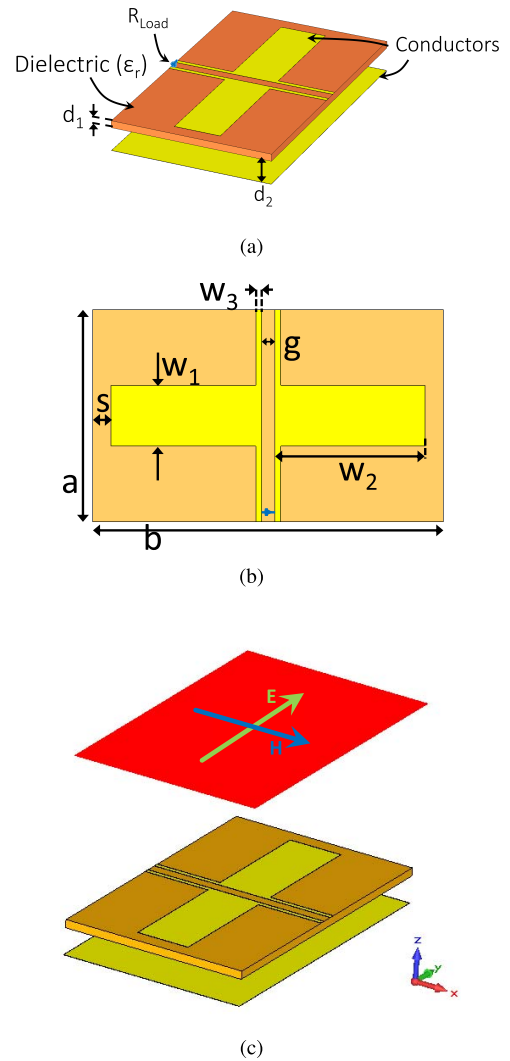 R_Load
Conductors
Dielectric (ε_r)
d_1
d_2
(a)
w_3
g
w_1
s
w_2
a
b
(b)
E
H
z
y
x
(c)